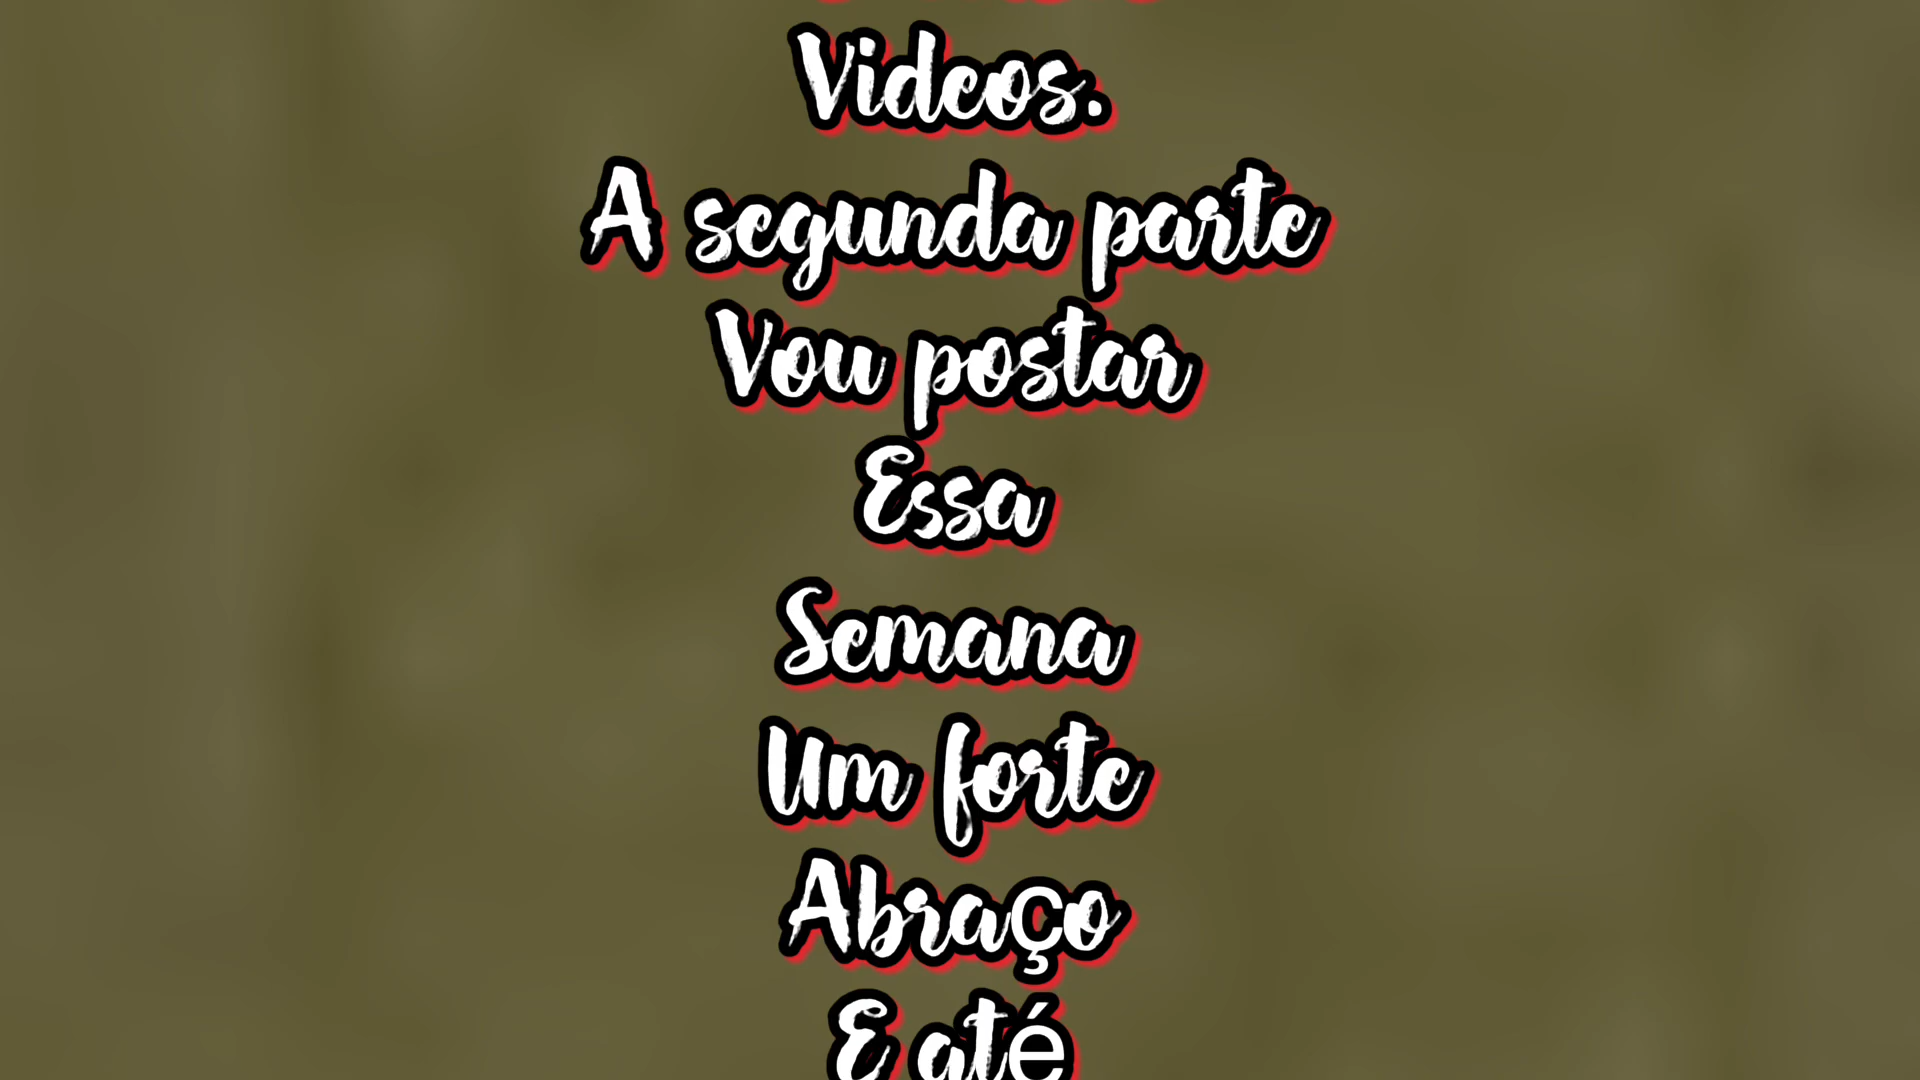 Videos.
A segunda parte
Vou postar
Essa
Semana
Um forte
Abraço
E até